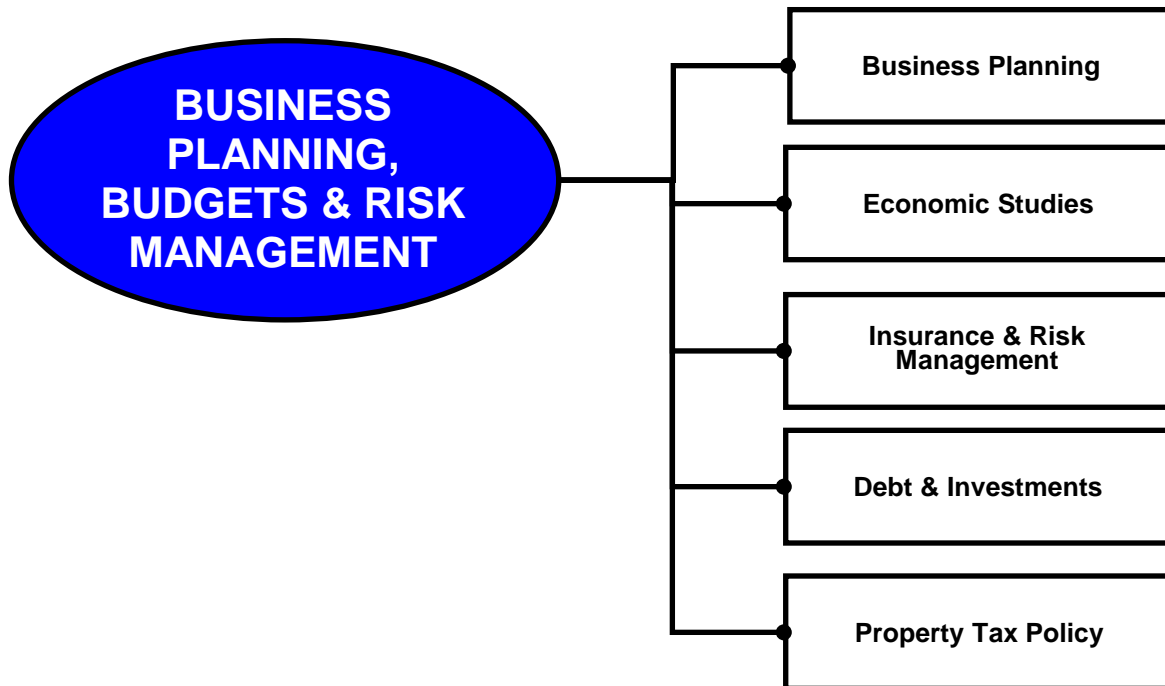 BUSINESS
PLANNING,
BUDGETS & RISK
MANAGEMENT
Business Planning
Economic Studies
Insurance & Risk
Management
Debt & Investments
Property Tax Policy